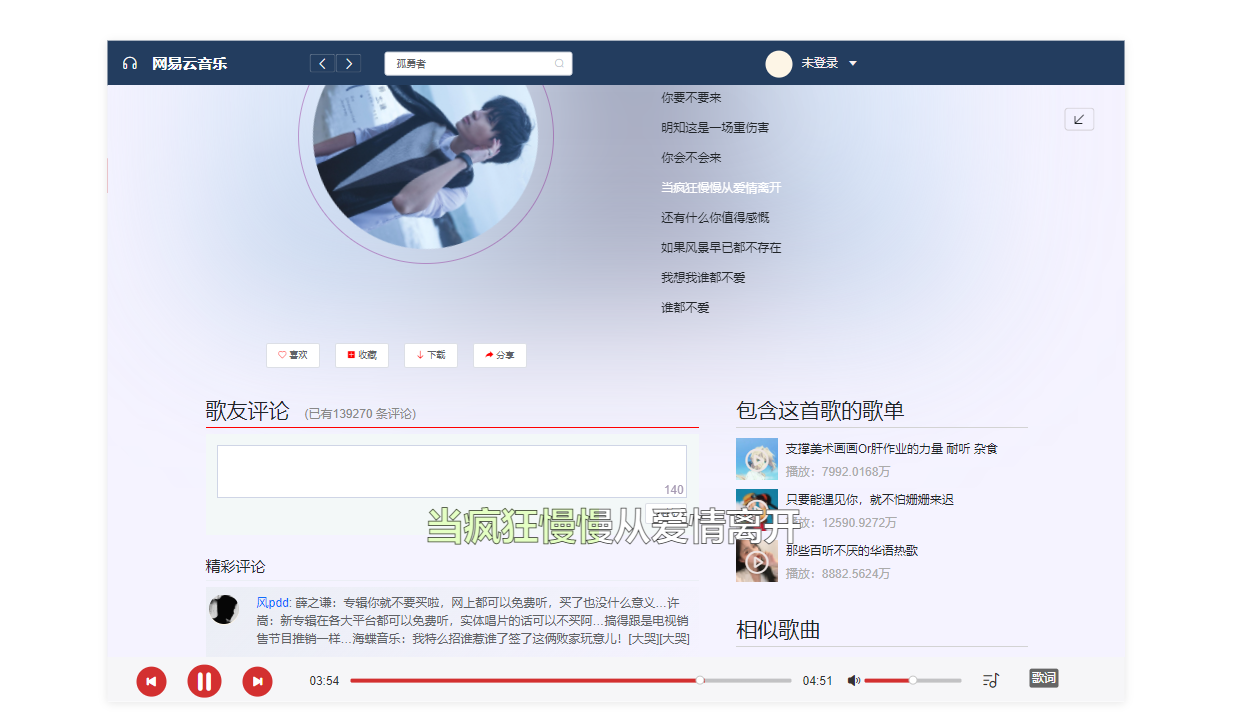 网易云音乐
孤勇者
未登录
你要不要来
明知这是一场重伤害
你会不会来
当疯狂慢慢从爱情离开
还有什么你值得感慨
如果风景早已都不存在
我想我谁都不爱
谁都不爱
喜欢 收藏 下载 分享
歌友评论 (已有139270 条评论)
140
当疯狂慢慢从爱情离开
精彩评论
风pdd: 薛之谦：专辑你就不要买啦，网上都可以免费听，买了也没什么意义…许
嵩：新专辑在各大平台都可以免费听，实体唱片的话可以不买阿…搞得跟是电视销
售节目推销一样…海蝶音乐：我特么招谁惹谁了签了这俩败家玩意儿！[大哭][大哭]
包含这首歌的歌单
支撑美术画画Or肝作业的力量 耐听 杂食
播放：7992.0168万
只要能遇见你，就不怕姗姗来迟
播放：12590.9272万
那些百听不厌的华语热歌
播放：8882.5624万
相似歌曲
03:54 04:51 歌词